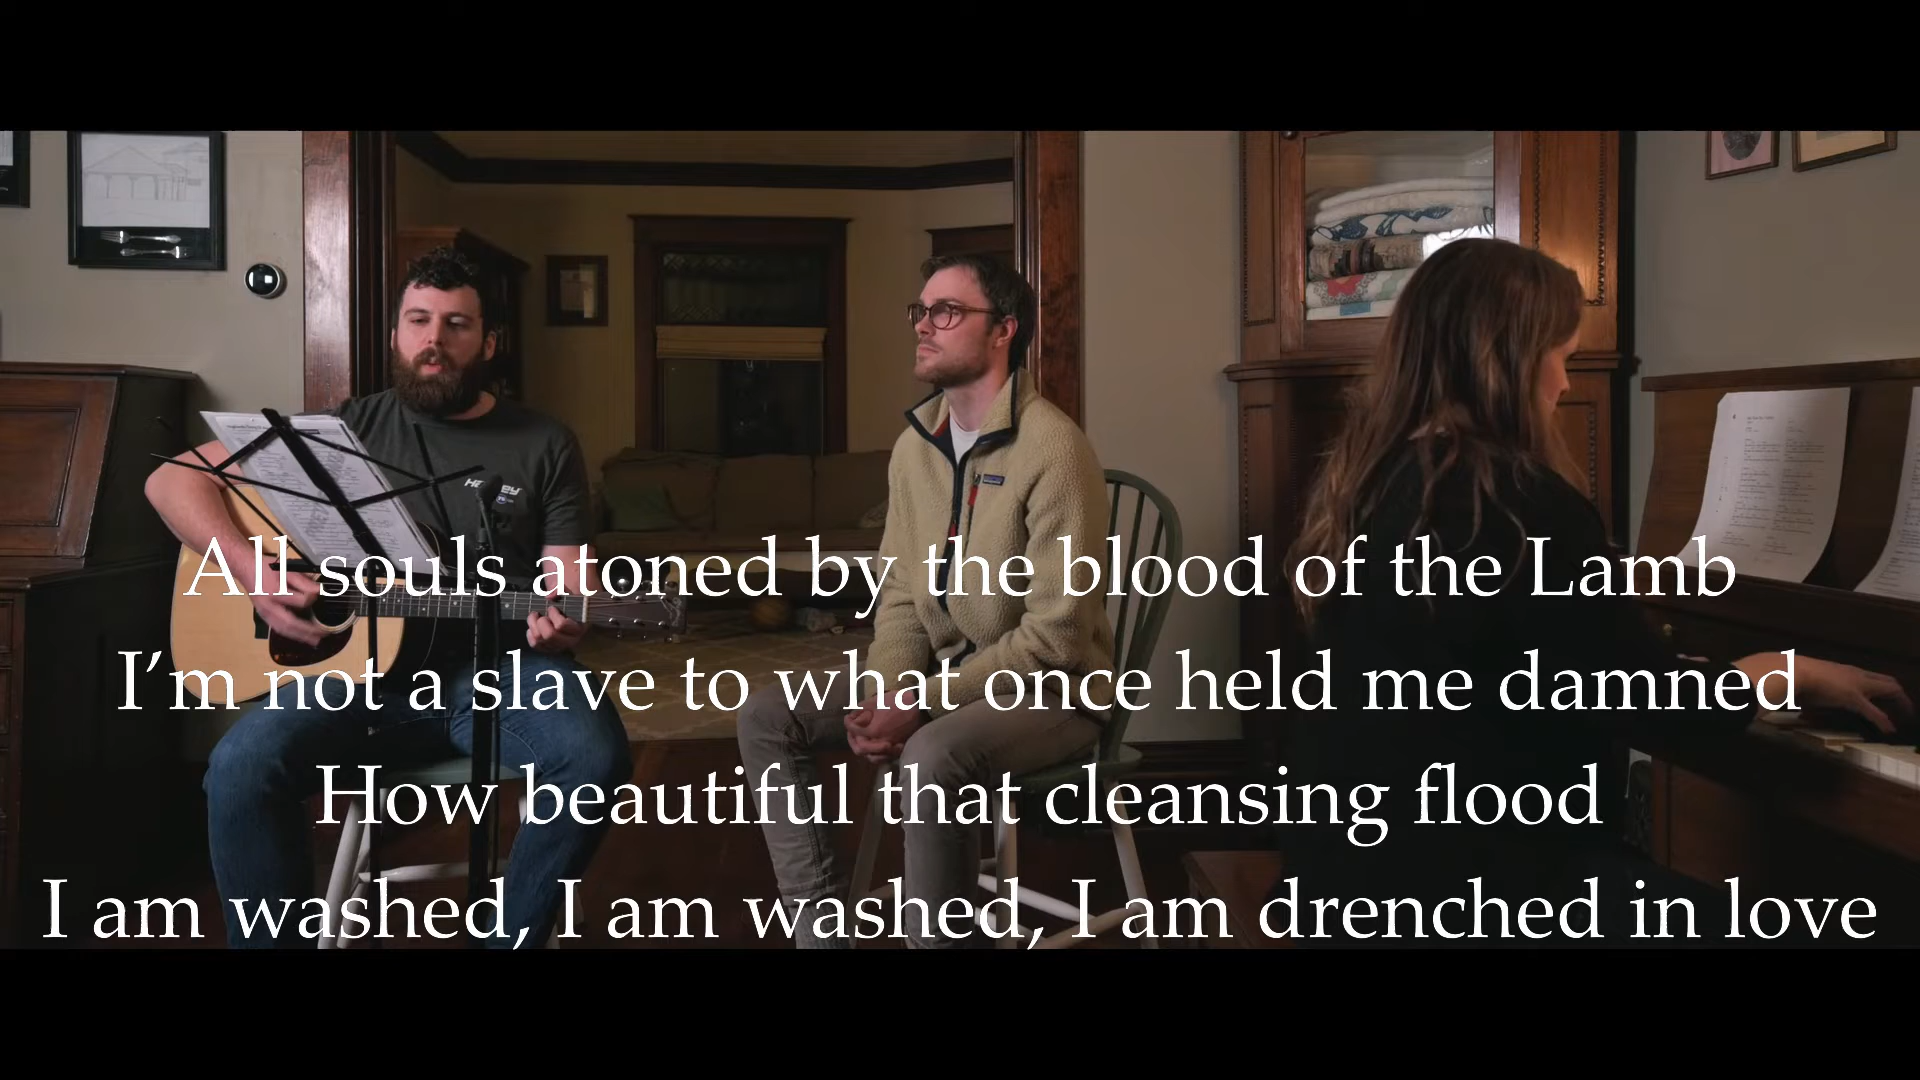 All souls atoned by the blood of the Lamb
I’m not a slave to what once held me damned
How beautiful that cleansing flood
I am washed, I am washed, I am drenched in love